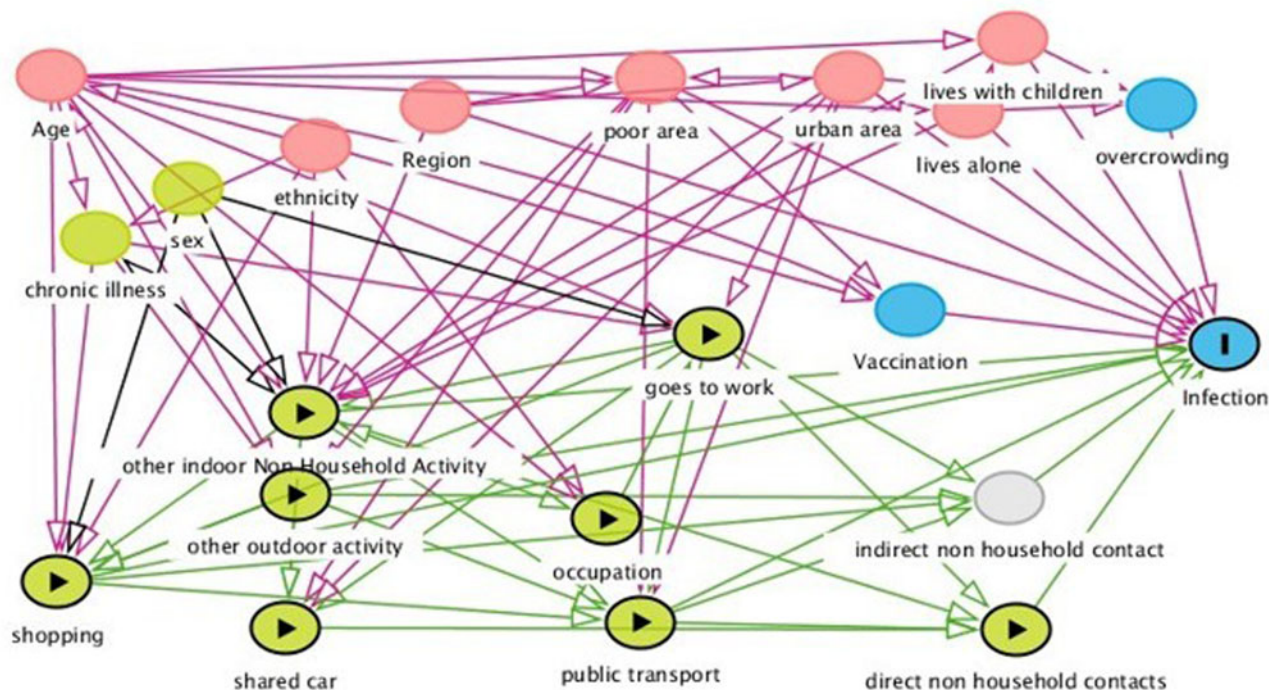 lives with children
Age
poor area
urban area
Region
lives alone
overcrowding
ethnicity
sex
chronic illness
Vaccination
goes to work
Infection
other indoor Non Household Activity
other outdoor activity
indirect non household contact
occupation
shopping
shared car
public transport
direct non household contacts